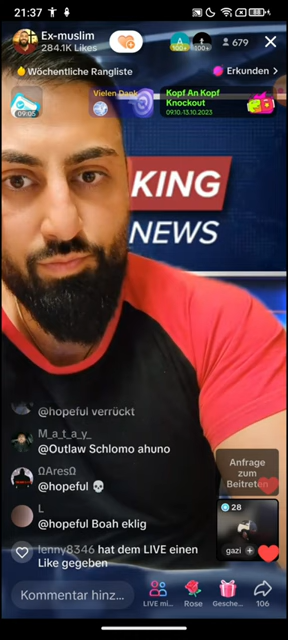 21:37
Ex-muslim
284.1K Likes
100+
100+
679
Wöchentliche Rangliste
Erkunden >
09:05
Vielen Dank
Kopf An Kopf
Knockout
09.10.-13.10.2023
KING
NEWS
@hopeful verrückt
M_a_t_a_y_
@Outlaw Schlomo ahuno
ΩAresΩ
@hopeful 💀
L
@hopeful Boah eklig
Anfrage
zum
Beitreten
28
gazi +
lenny8346 hat dem LIVE einen
Like gegeben
Kommentar hinz...
LIVE mi...
Rose
Gesche...
106